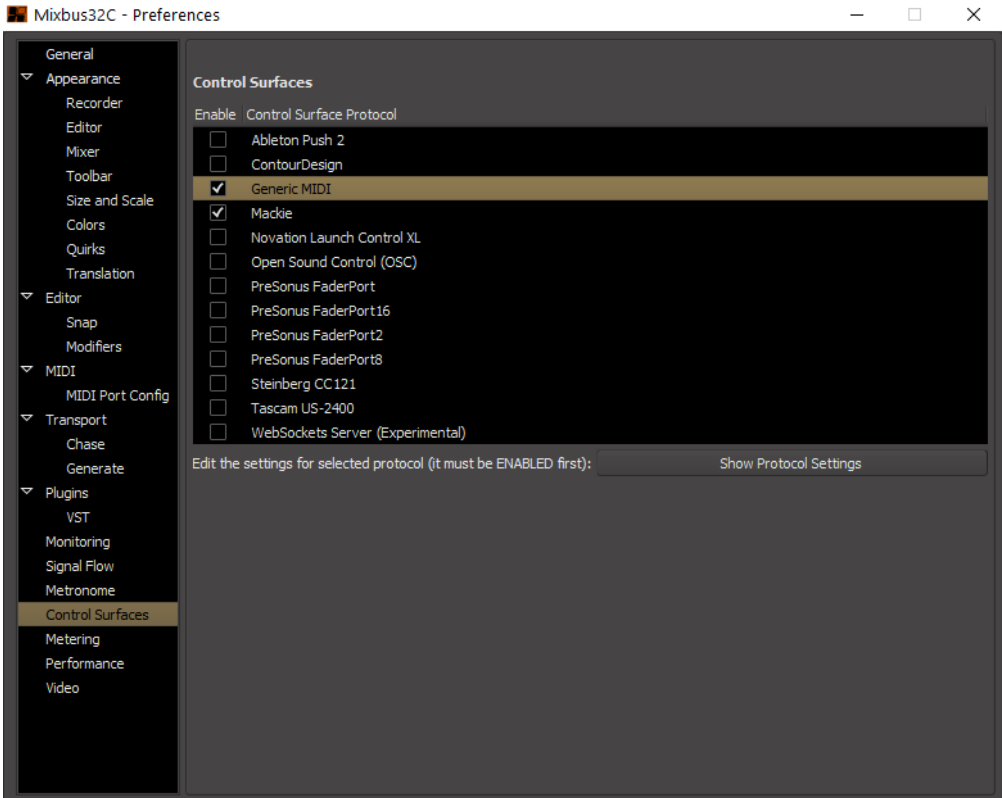 Mixbus32C - Preferences
General
Appearance
Recorder
Editor
Mixer
Toolbar
Size and Scale
Colors
Quirks
Translation
Editor
Snap
Modifiers
MIDI
MIDI Port Config
Transport
Chase
Generate
Plugins
VST
Monitoring
Signal Flow
Metronome
Control Surfaces
Metering
Performance
Video
Control Surfaces
Enable Control Surface Protocol
Ableton Push 2
ContourDesign
Generic MIDI
Mackie
Novation Launch Control XL
Open Sound Control (OSC)
PreSonus FaderPort
PreSonus FaderPort16
PreSonus FaderPort2
PreSonus FaderPort8
Steinberg CC121
Tascam US-2400
WebSockets Server (Experimental)
Edit the settings for selected protocol (it must be ENABLED first): Show Protocol Settings